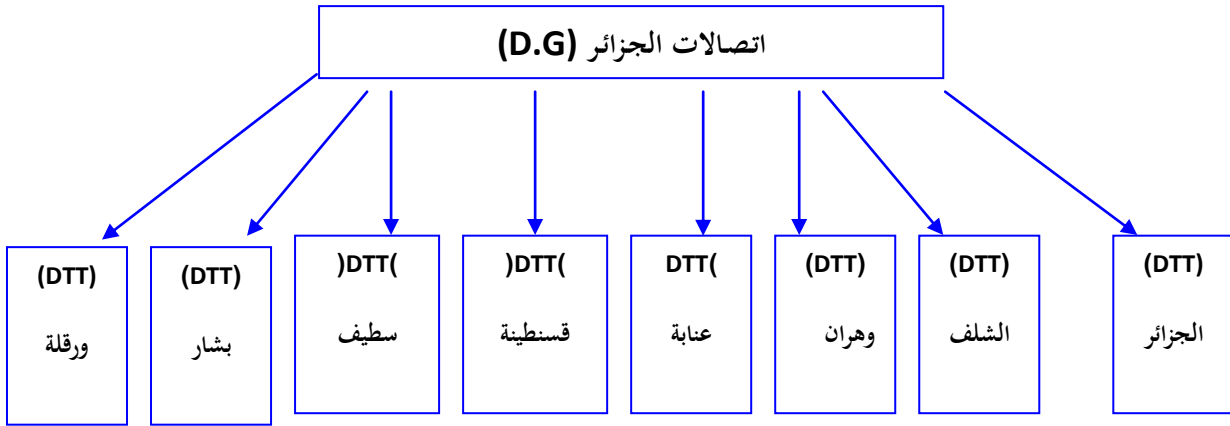 اتصالات الجزائر (D.G)
(DTT)
الجزائر
(DTT)
الشلف
(DTT)
وهران
DTT(
عنابة
)DTT(
قسنطينة
)DTT(
سطيف
(DTT)
بشار
(DTT)
ورقلة